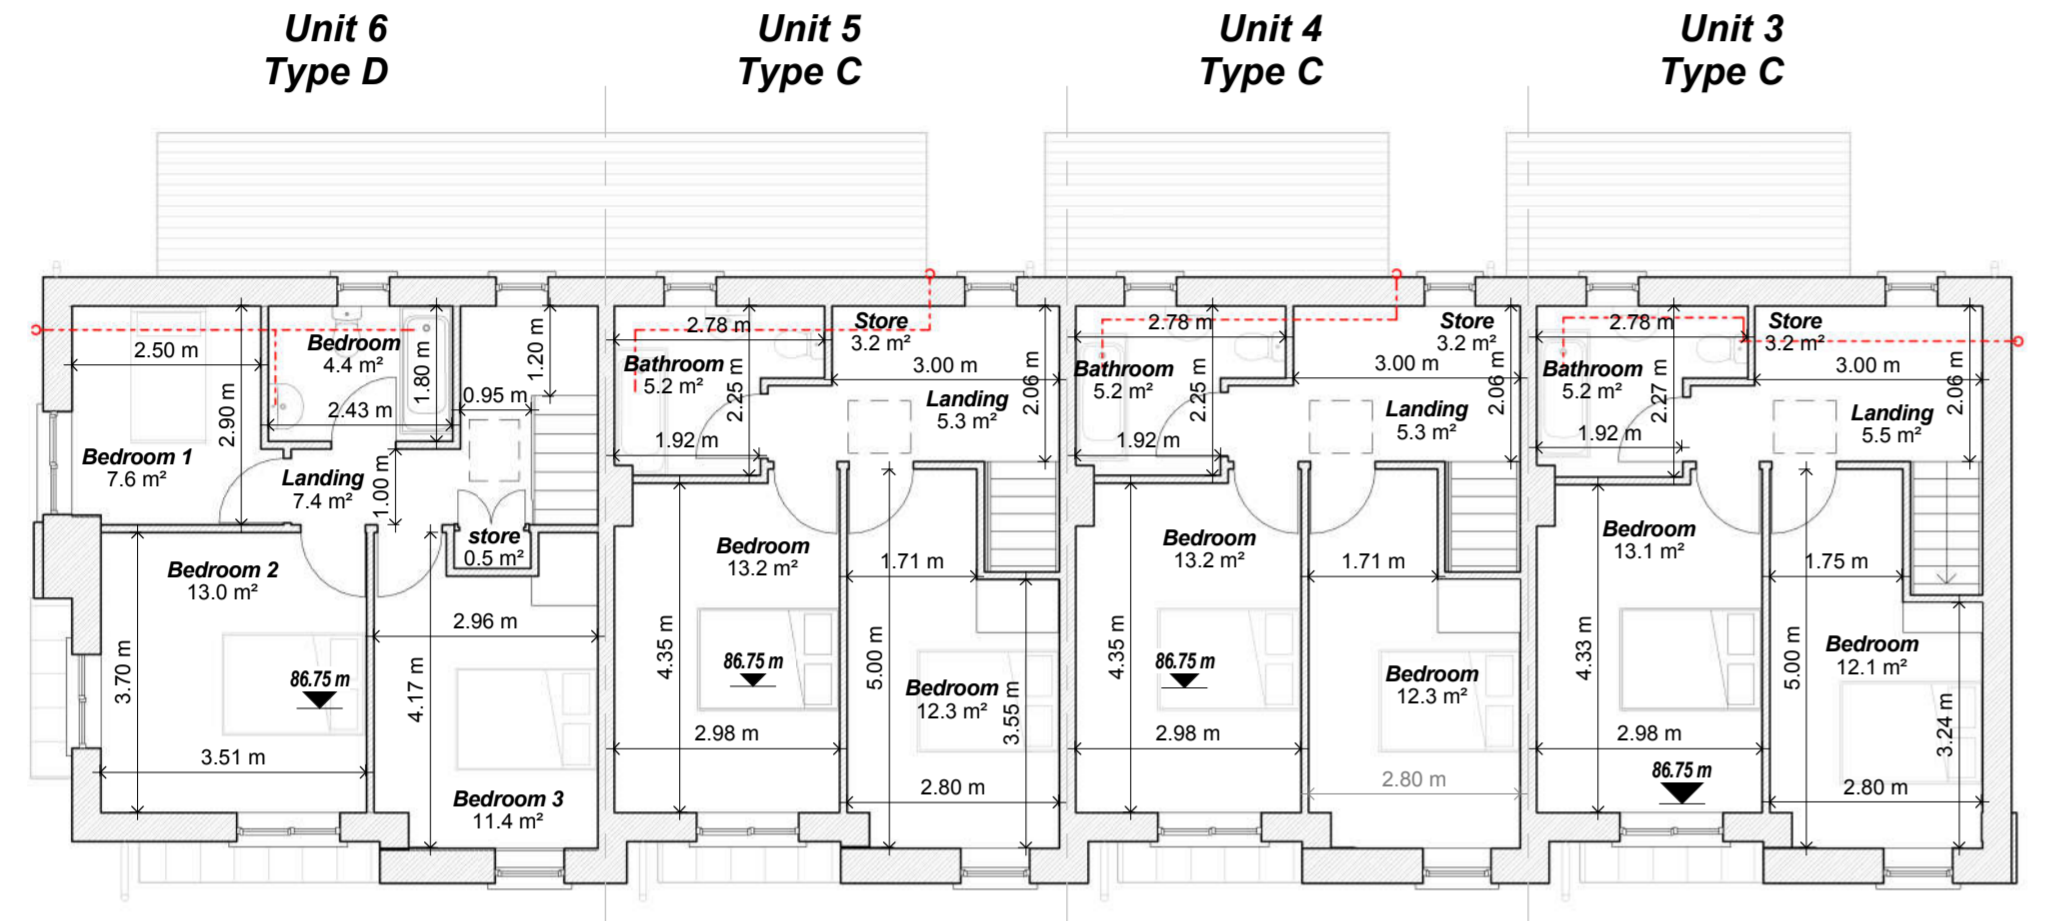 Unit 6
Type D
Unit 5
Type C
Unit 4
Type C
Unit 3
Type C
2.50 m
2.90 m
Bedroom 1
7.6 m²
Bedroom
4.4 m²
1.80 m
2.43 m
1.20 m
0.95 m
Landing
7.4 m²
1.00 m
store
0.5 m²
Bedroom 2
13.0 m²
3.70 m
86.75 m
3.51 m
2.96 m
4.17 m
Bedroom 3
11.4 m²
2.78 m
Bathroom
5.2 m²
2.25 m
1.92 m
Store
3.2 m²
3.00 m
2.06 m
Landing
5.3 m²
Bedroom
13.2 m²
4.35 m
86.75 m
2.98 m
1.71 m
5.00 m
Bedroom
12.3 m²
3.55 m
2.80 m
2.78 m
Bathroom
5.2 m²
2.25 m
1.92 m
Store
3.2 m²
3.00 m
2.06 m
Landing
5.3 m²
Bedroom
13.2 m²
4.35 m
86.75 m
2.98 m
1.71 m
Bedroom
12.3 m²
2.80 m
2.78 m
Bathroom
5.2 m²
2.27 m
1.92 m
Store
3.2 m²
3.00 m
2.06 m
Landing
5.5 m²
Bedroom
13.1 m²
4.33 m
2.98 m
86.75 m
1.75 m
5.00 m
Bedroom
12.1 m²
3.24 m
2.80 m